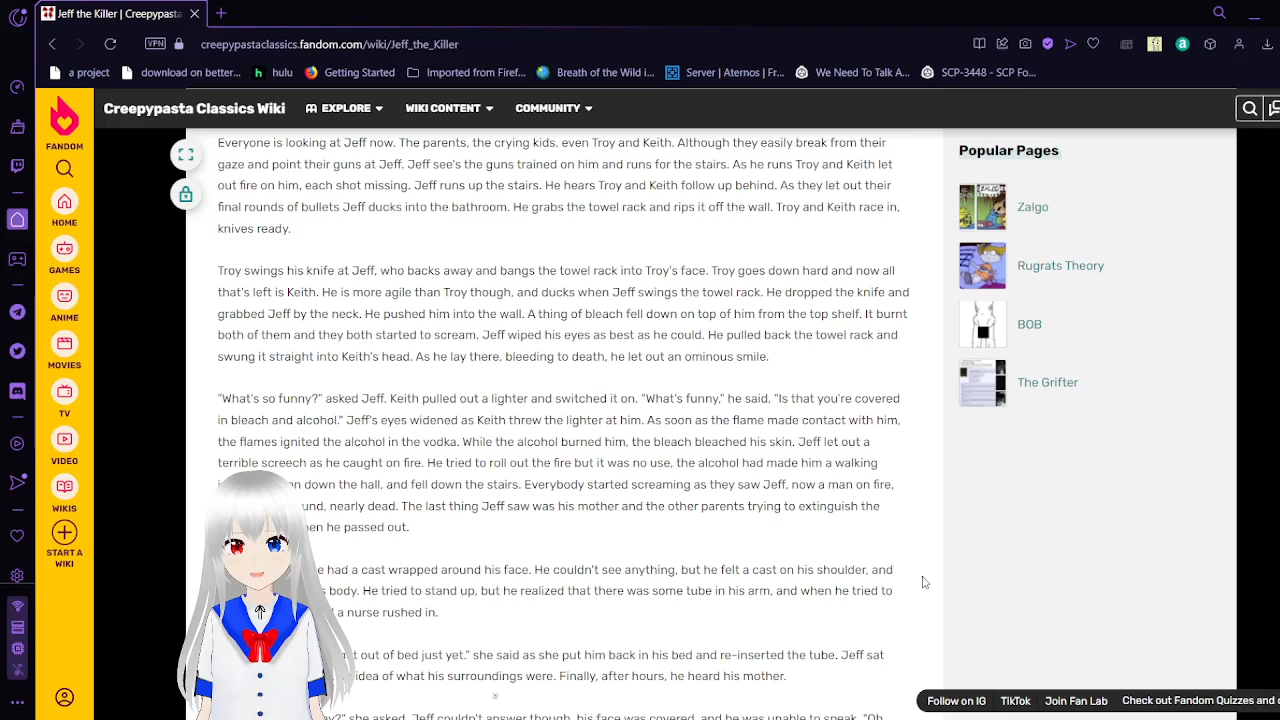 Jeff the Killer | Creepypasta
VPN
creepypastaclassics.fandom.com/wiki/Jeff_the_Killer
a project
download on better...
hulu
Getting Started
Imported from Firef...
Breath of the Wild i...
Server | Aternos | Fr...
We Need To Talk A...
SCP-3448 - SCP Fo...
FANDOM
HOME
GAMES
ANIME
MOVIES
TV
VIDEO
WIKIS
START A
WIKI
Creepypasta Classics Wiki
EXPLORE
WIKI CONTENT
COMMUNITY
Everyone is looking at Jeff now. The parents, the crying kids, even Troy and Keith. Although they easily break from their
gaze and point their guns at Jeff. Jeff see's the guns trained on him and runs for the stairs. As he runs Troy and Keith let
out fire on him, each shot missing. Jeff runs up the stairs. He hears Troy and Keith follow up behind. As they let out their
final rounds of bullets Jeff ducks into the bathroom. He grabs the towel rack and rips it off the wall. Troy and Keith race in,
knives ready.
Troy swings his knife at Jeff, who backs away and bangs the towel rack into Troy's face. Troy goes down hard and now all
that's left is Keith. He is more agile than Troy though, and ducks when Jeff swings the towel rack. He dropped the knife and
grabbed Jeff by the neck. He pushed him into the wall. A thing of bleach fell down on top of him from the top shelf. It burnt
both of them and they both started to scream. Jeff wiped his eyes as best as he could. He pulled back the towel rack and
swung it straight into Keith's head. As he lay there, bleeding to death, he let out an ominous smile.
"What's so funny?" asked Jeff. Keith pulled out a lighter and switched it on. "What's funny," he said, "Is that you're covered
in bleach and alcohol." Jeff's eyes widened as Keith threw the lighter at him. As soon as the flame made contact with him,
the flames ignited the alcohol in the vodka. While the alcohol burned him, the bleach bleached his skin. Jeff let out a
terrible screech as he caught on fire. He tried to roll out the fire but it was no use, the alcohol had made him a walking
down the hall, and fell down the stairs. Everybody started screaming as they saw Jeff, now a man on fire,
nearly dead. The last thing Jeff saw was his mother and the other parents trying to extinguish the
he passed out.
had a cast wrapped around his face. He couldn't see anything, but he felt a cast on his shoulder, and
body. He tried to stand up, but he realized that there was some tube in his arm, and when he tried to
a nurse rushed in.
out of bed just yet." she said as she put him back in his bed and re-inserted the tube. Jeff sat
idea of what his surroundings were. Finally, after hours, he heard his mother.
she asked. Jeff couldn't answer though, his face was covered, and he was unable to speak. "Oh
Popular Pages
Zalgo
Rugrats Theory
BOB
The Grifter
Follow on IG
TikTok
Join Fan Lab
Check out Fandom Quizzes and